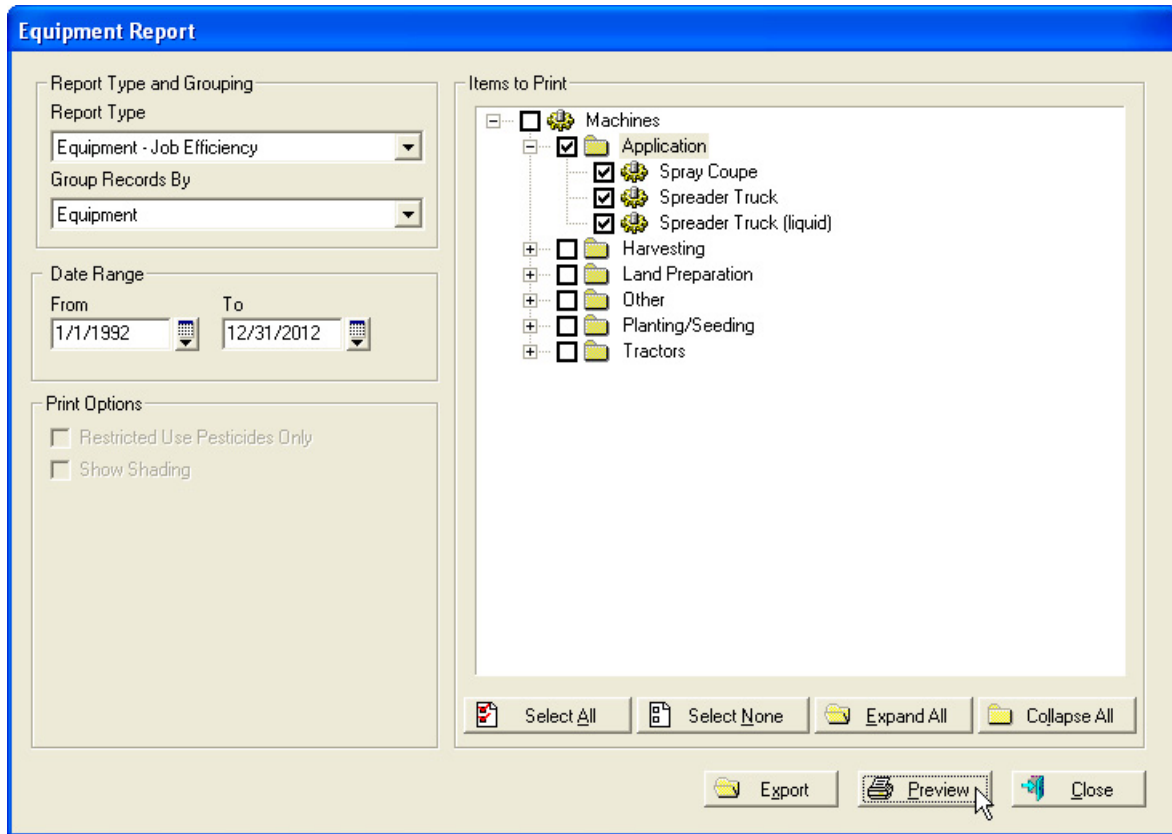 Equipment Report
Report Type and Grouping
Report Type
Equipment - Job Efficiency
Group Records By
Equipment
Date Range
From To
1/1/1992 12/31/2012
Print Options
Restricted Use Pesticides Only
Show Shading
Items to Print
Machines
Application
Spray Coupe
Spreader Truck
Spreader Truck (liquid)
Harvesting
Land Preparation
Other
Planting/Seeding
Tractors
Select All Select None Expand All Collapse All
Export Preview Close